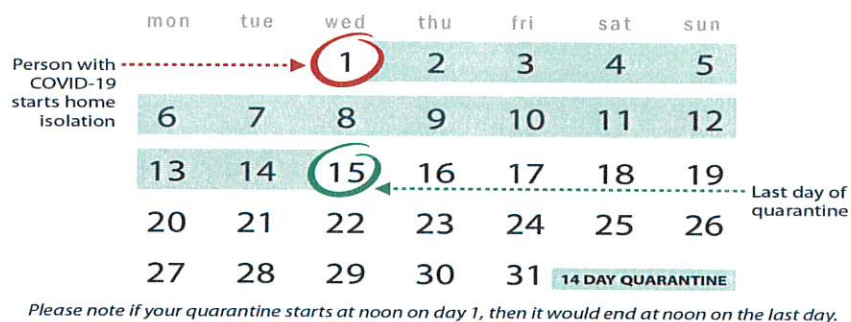 mon tue wed thu fri sat sun
Person with
COVID-19
starts home
isolation
1 2 3 4 5
6 7 8 9 10 11 12
13 14 15 16 17 18 19
Last day of
quarantine
20 21 22 23 24 25 26
27 28 29 30 31 14 DAY QUARANTINE
Please note if your quarantine starts at noon on day 1, then it would end at noon on the last day.